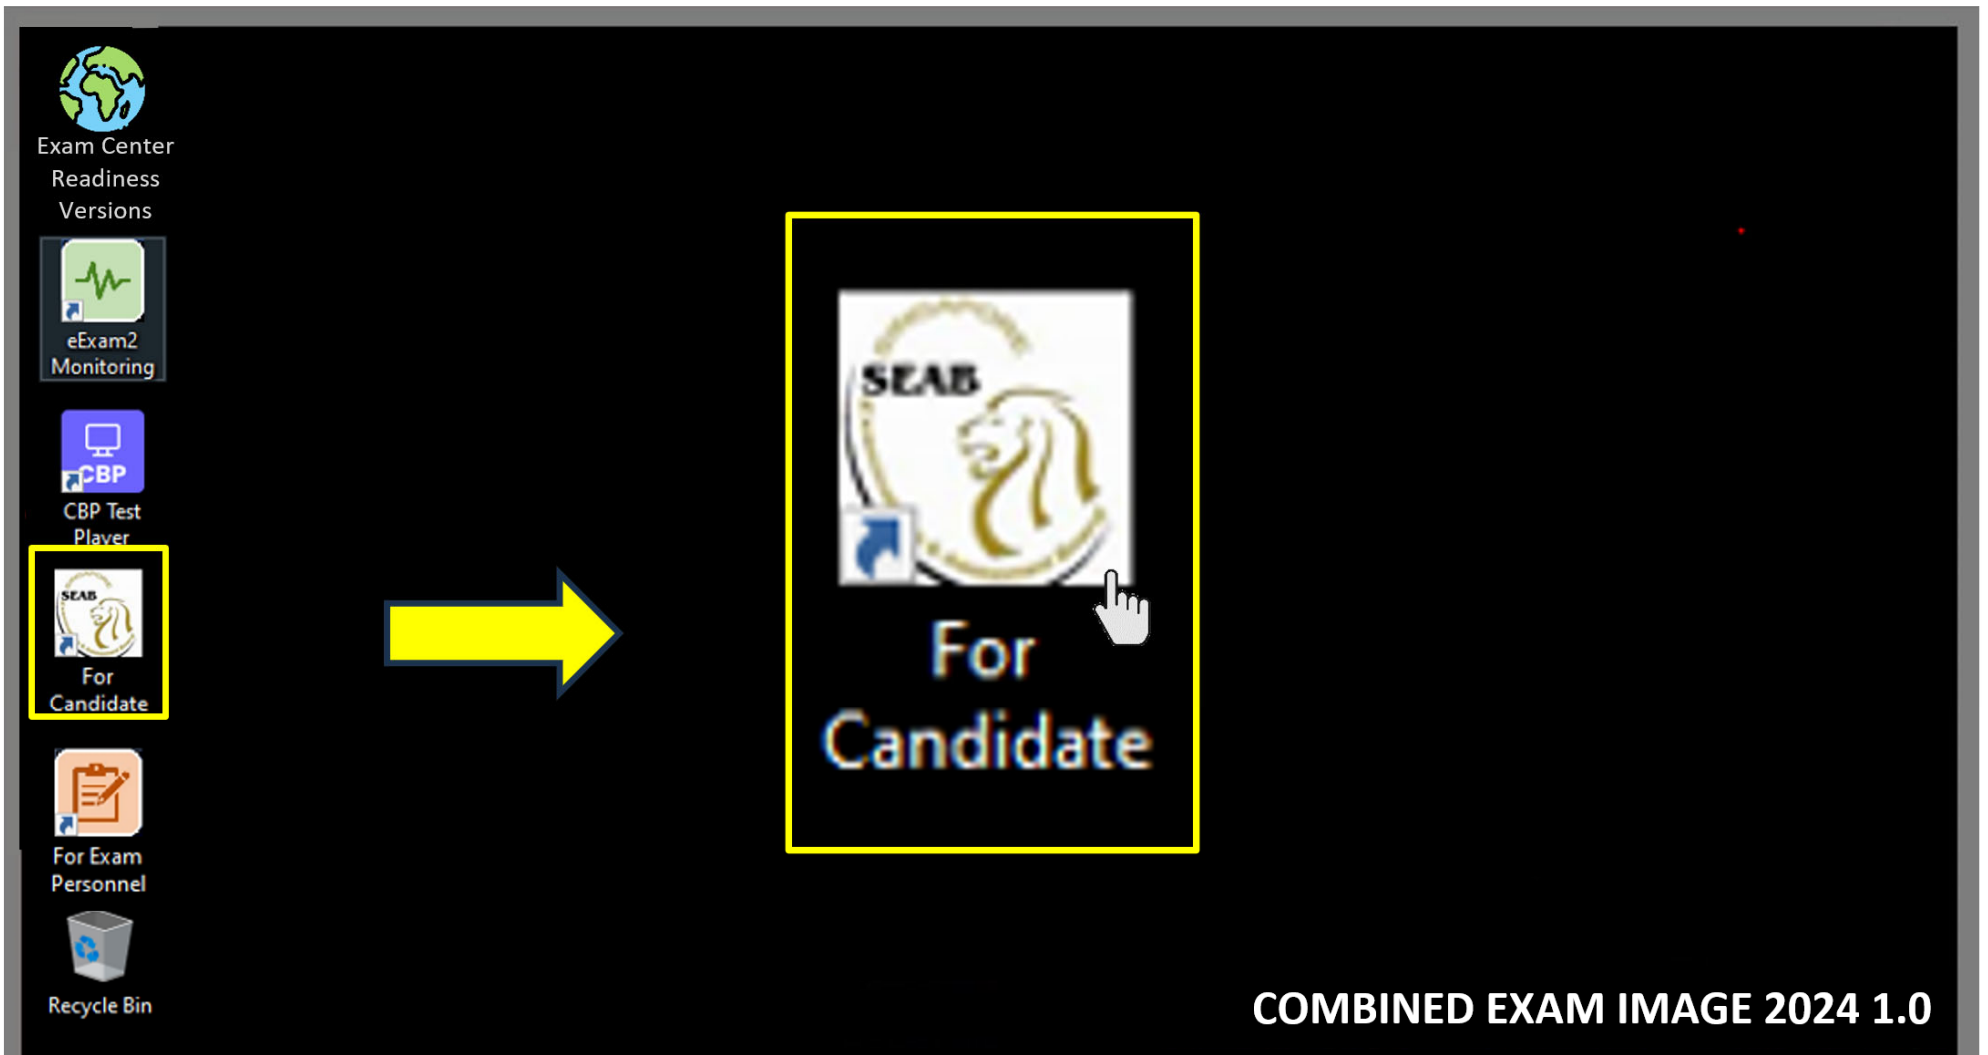 Exam Center
Readiness
Versions
eExam2
Monitoring
CBP
CBP Test
Player
SEAB
For
Candidate
For Exam
Personnel
Recycle Bin
SEAB
For
Candidate
COMBINED EXAM IMAGE 2024 1.0